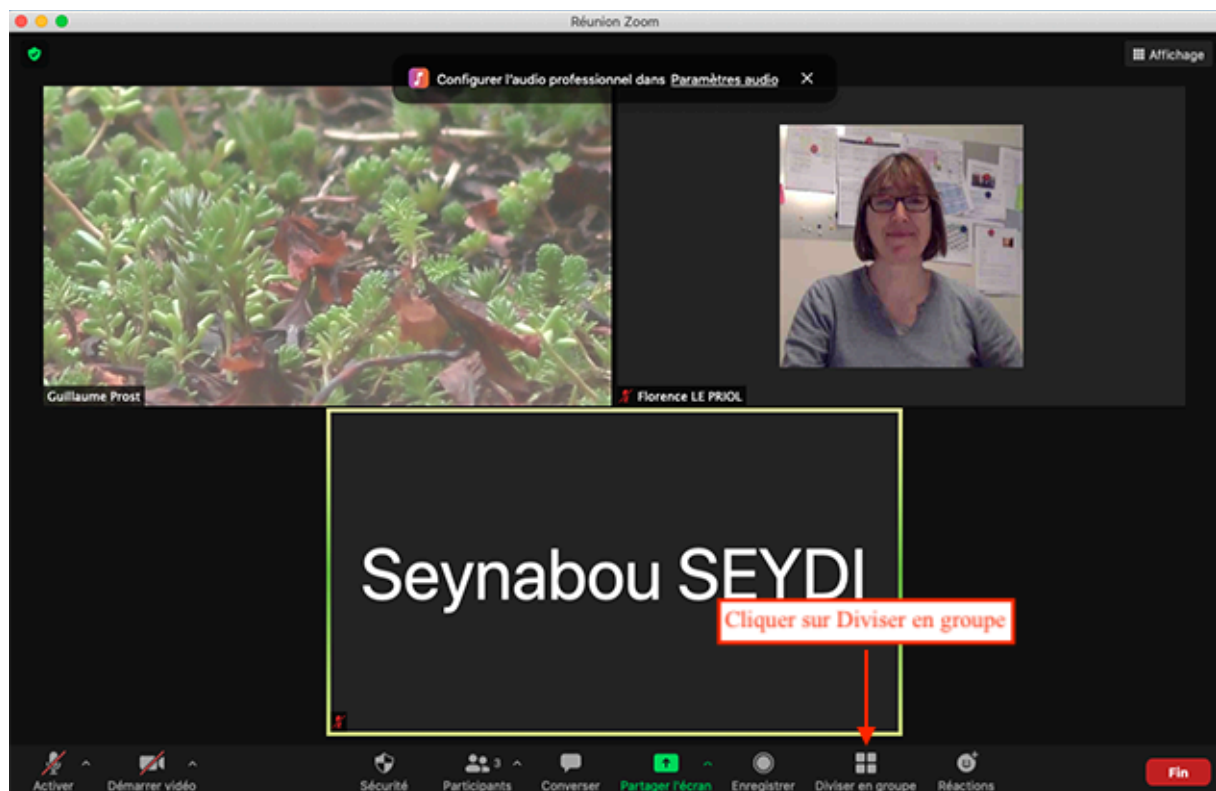 Réunion Zoom
Affichage
Configurer l'audio professionnel dans Paramètres audio
Guillaume Prost
Florence LE PRIOL
Seynabou SEYDI
Cliquer sur Diviser en groupe
3
Activer
Démarrer vidéo
Sécurité
Participants
Converser
Partager l'écran
Enregistrer
Diviser en groupe
Réactions
Fin